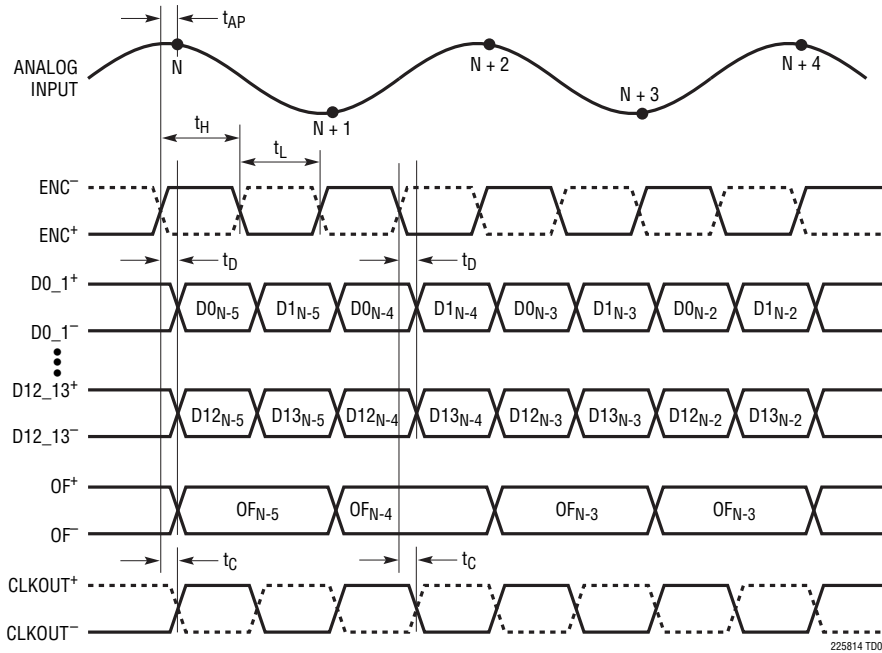 tAP
ANALOG
INPUT
N
N + 1
N + 2
N + 3
N + 4
tH
tL
ENC–
ENC+
tD
tD
D0_1+
D0_1–
D0N-5
D1N-5
D0N-4
D1N-4
D0N-3
D1N-3
D0N-2
D1N-2
D12_13+
D12_13–
D12N-5
D13N-5
D12N-4
D13N-4
D12N-3
D13N-3
D12N-2
D13N-2
OF+
OF–
OFN-5
OFN-4
OFN-3
OFN-3
tC
tC
CLKOUT+
CLKOUT–
225814 TD0